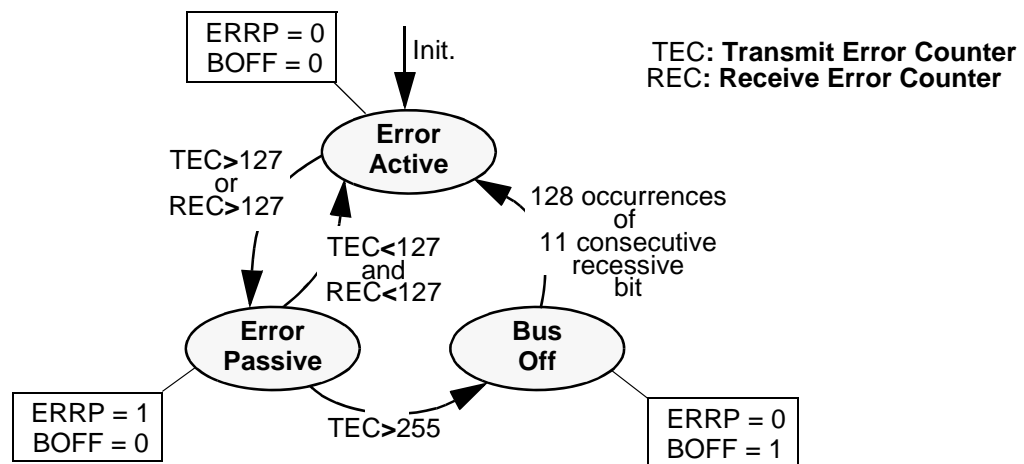 ERRP = 0
BOFF = 0
Init.
TEC: Transmit Error Counter
REC: Receive Error Counter
Error
Active
TEC>127
or
REC>127
TEC<127
and
REC<127
128 occurrences
of
11 consecutive
recessive
bit
Error
Passive
Bus
Off
ERRP = 1
BOFF = 0
TEC>255
ERRP = 0
BOFF = 1